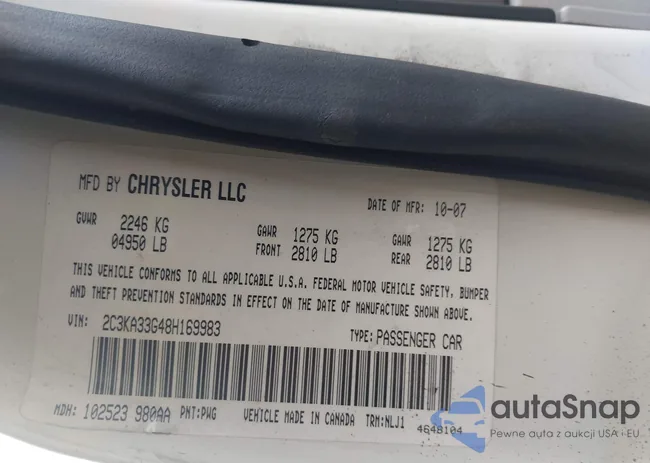 MFD BY CHRYSLER LLC
DATE OF MFR: 10-07
GVWR 2246 KG
04950 LB
GAWR 1275 KG
FRONT 2810 LB
GAWR 1275 KG
REAR 2810 LB
THIS VEHICLE CONFORMS TO ALL APPLICABLE U.S.A. FEDERAL MOTOR VEHICLE SAFETY, BUMPER
AND THEFT PREVENTION STANDARDS IN EFFECT ON THE DATE OF MANUFACTURE SHOWN ABOVE.
VIN: 2C3KA33G48H169983
TYPE: PASSENGER CAR
MDH: 102523 980AA PNT:PWG VEHICLE MADE IN CANADA TRM:NLJ1 4648104
autoSnap
Pewne auta z aukcji USA i EU